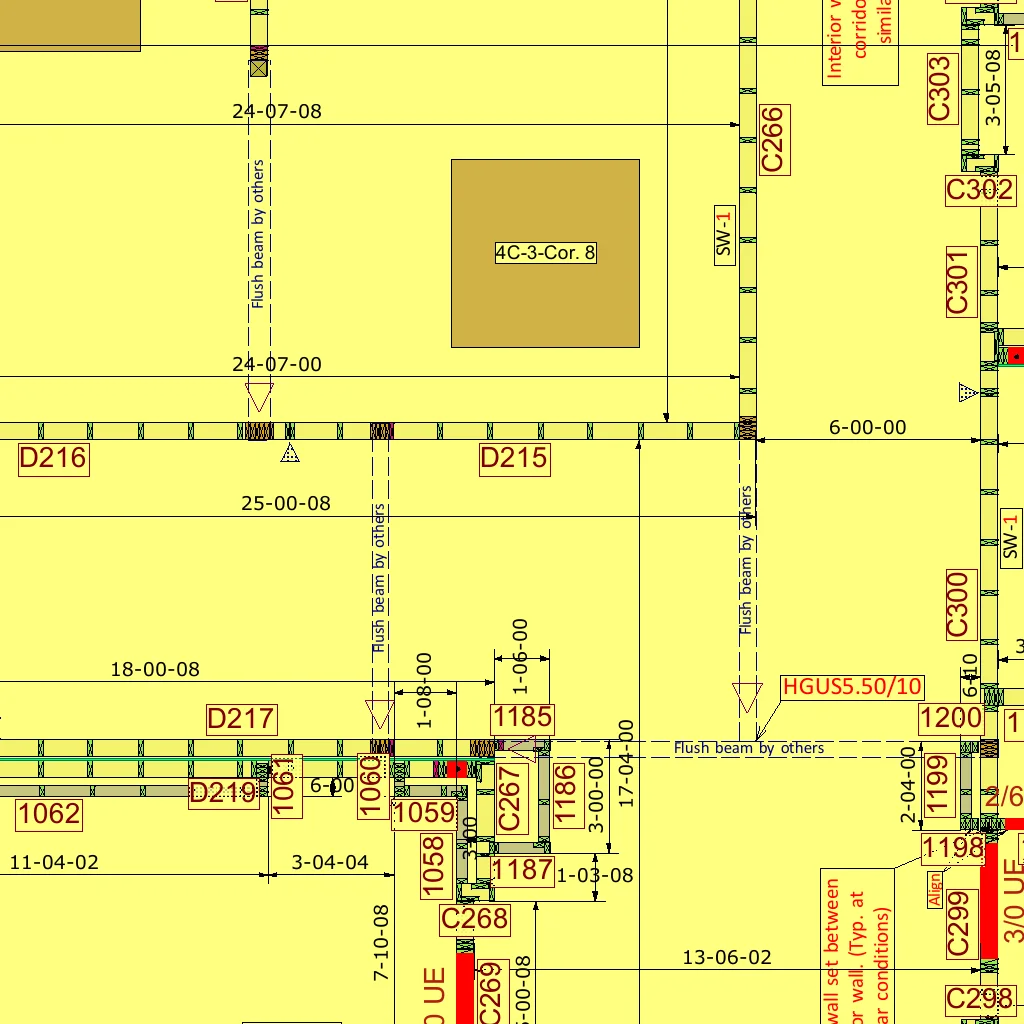 Interior w
corrido
simila
C303
3-05-08
24-07-08
C266
C302
Flush beam by others
SW-1
4C-3-Cor. 8
C301
24-07-00
6-00-00
D216
D215
25-00-08
Flush beam by others
Flush beam by others
SW-1
C300
18-00-08
1-08-00
1-06-00
6-10
HGUS5.50/10
D217
1185
1200
Flush beam by others
17-04-00
1061
1060
6-00
D219
C267
1186
3-00-00
2-04-00
1199
2/6
1062
1059
3-00
1058
1187
1198
11-04-02
3-04-04
1-03-08
Align
C299
3/0 UE
C268
7-10-08
wall set between
or wall. (Typ. at
ar conditions)
13-06-02
0 UE
C269
C298